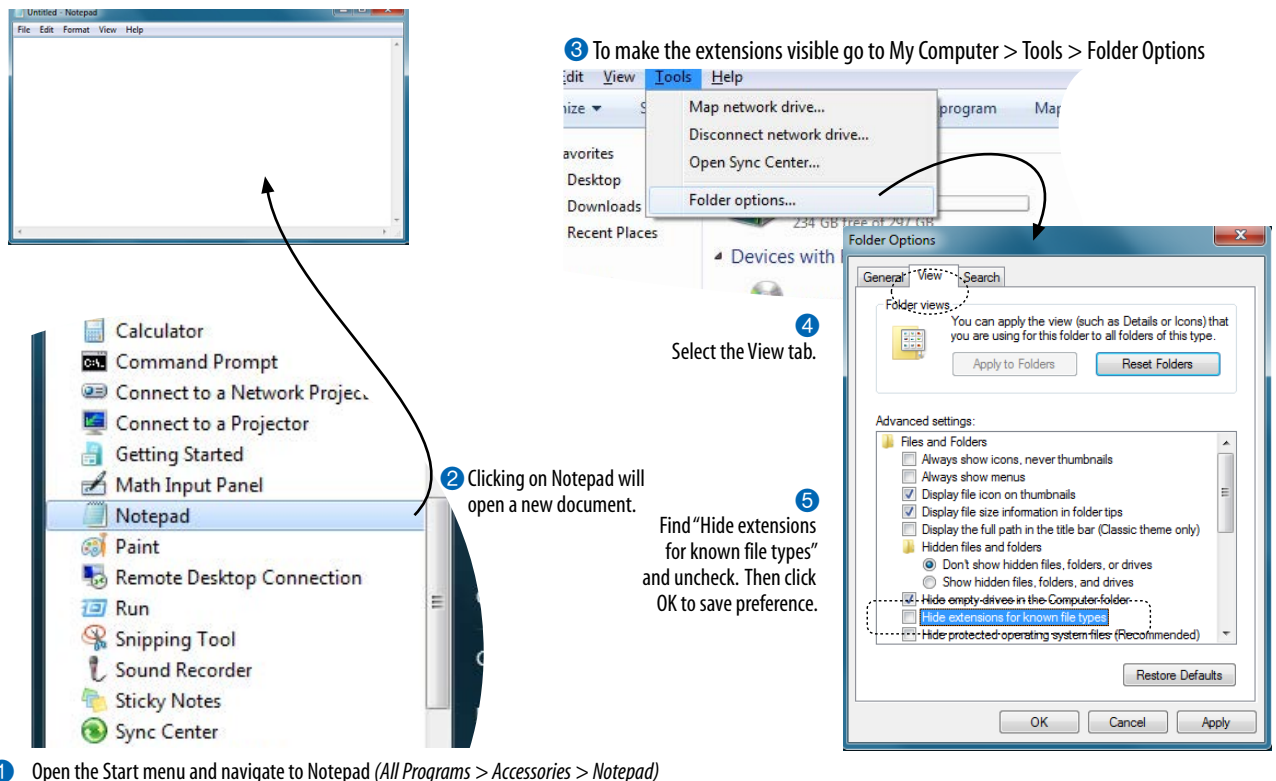 Untitled - Notepad
File Edit Format View Help
3 To make the extensions visible go to My Computer > Tools > Folder Options
dit View Tools Help
nize
program
Map network drive...
Disconnect network drive...
Open Sync Center...
Folder options...
avorites
Desktop
Downloads
Recent Places
234 GB free of 297 GB
Devices with
Folder Options
General View Search
Folder views
You can apply the view (such as Details or Icons) that
you are using for this folder to all folders of this type.
Apply to Folders Reset Folders
4
Select the View tab.
Advanced settings:
Files and Folders
Always show icons, never thumbnails
Always show menus
Display file icon on thumbnails
Display file size information in folder tips
Display the full path in the title bar (Classic theme only)
Hidden files and folders
Don't show hidden files, folders, or drives
Show hidden files, folders, and drives
Hide empty drives in the Computer folder
Hide extensions for known file types
Hide protected operating system files (Recommended)
Restore Defaults
OK Cancel Apply
5
Find "Hide extensions
for known file types"
and uncheck. Then click
OK to save preference.
Calculator
Command Prompt
Connect to a Network Projec
Connect to a Projector
Getting Started
Math Input Panel
Notepad
Paint
Remote Desktop Connection
Run
Snipping Tool
Sound Recorder
Sticky Notes
Sync Center
2 Clicking on Notepad will
open a new document.
1 Open the Start menu and navigate to Notepad (All Programs > Accessories > Notepad)